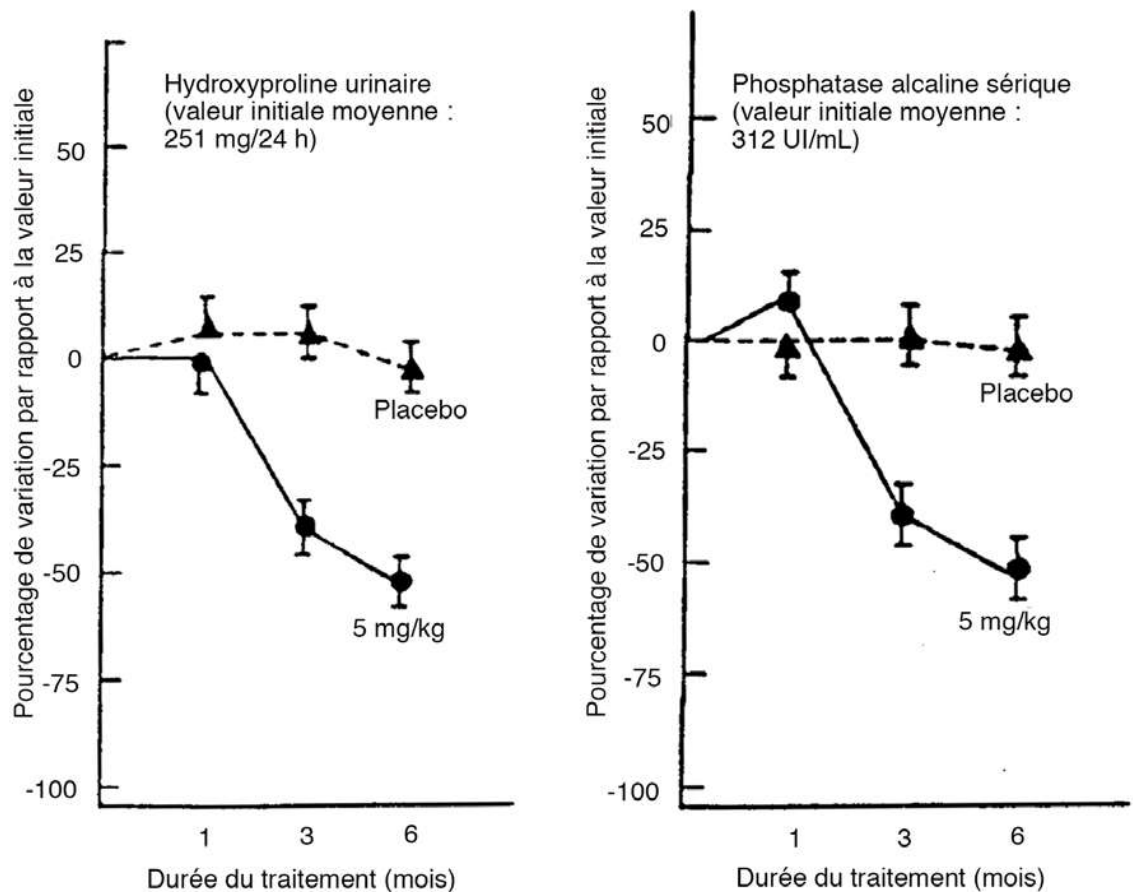 Pourcentage de variation par rapport à la valeur initiale
Hydroxyproline urinaire
(valeur initiale moyenne :
251 mg/24 h)
50
25
0
-25
-50
-75
-100
Placebo
5 mg/kg
1 3 6
Durée du traitement (mois)
Pourcentage de variation par rapport à la valeur initiale
Phosphatase alcaline sérique
(valeur initiale moyenne :
312 UI/mL)
50
25
0
-25
-50
-75
-100
Placebo
5 mg/kg
1 3 6
Durée du traitement (mois)